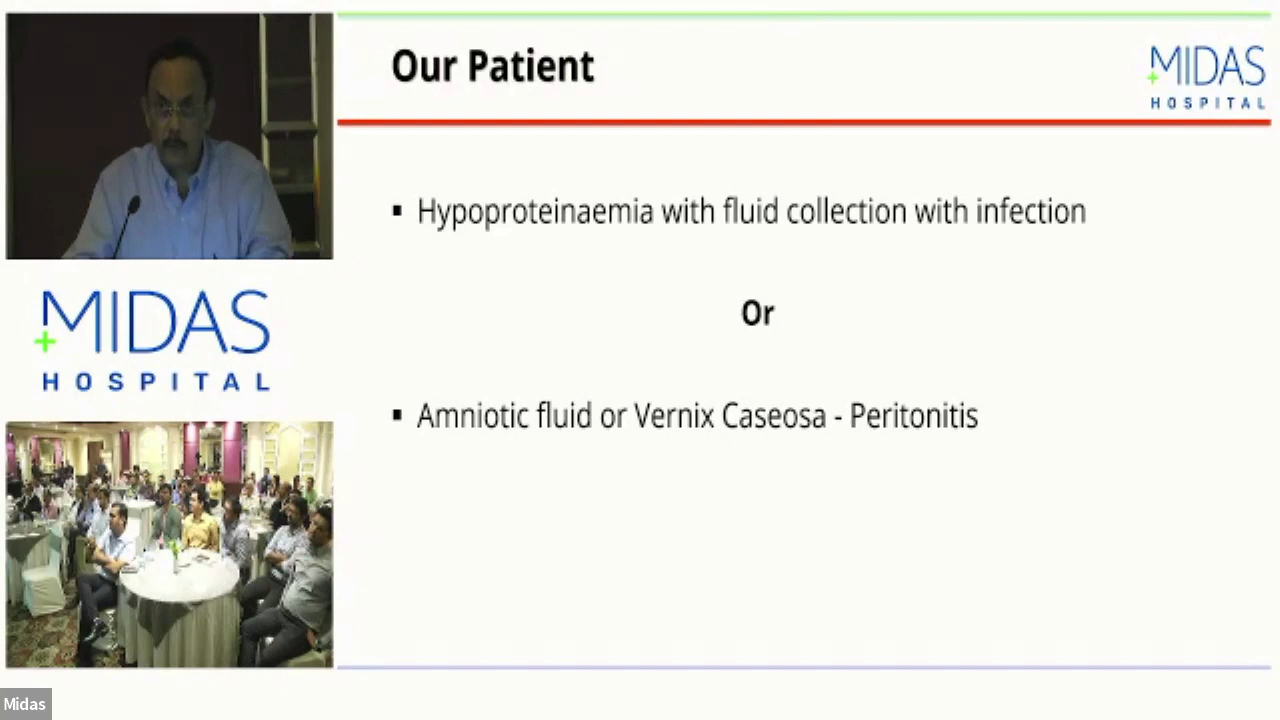 Our Patient
MIDAS
HOSPITAL
▪ Hypoproteinaemia with fluid collection with infection
Or
▪ Amniotic fluid or Vernix Caseosa - Peritonitis
MIDAS
HOSPITAL
Midas